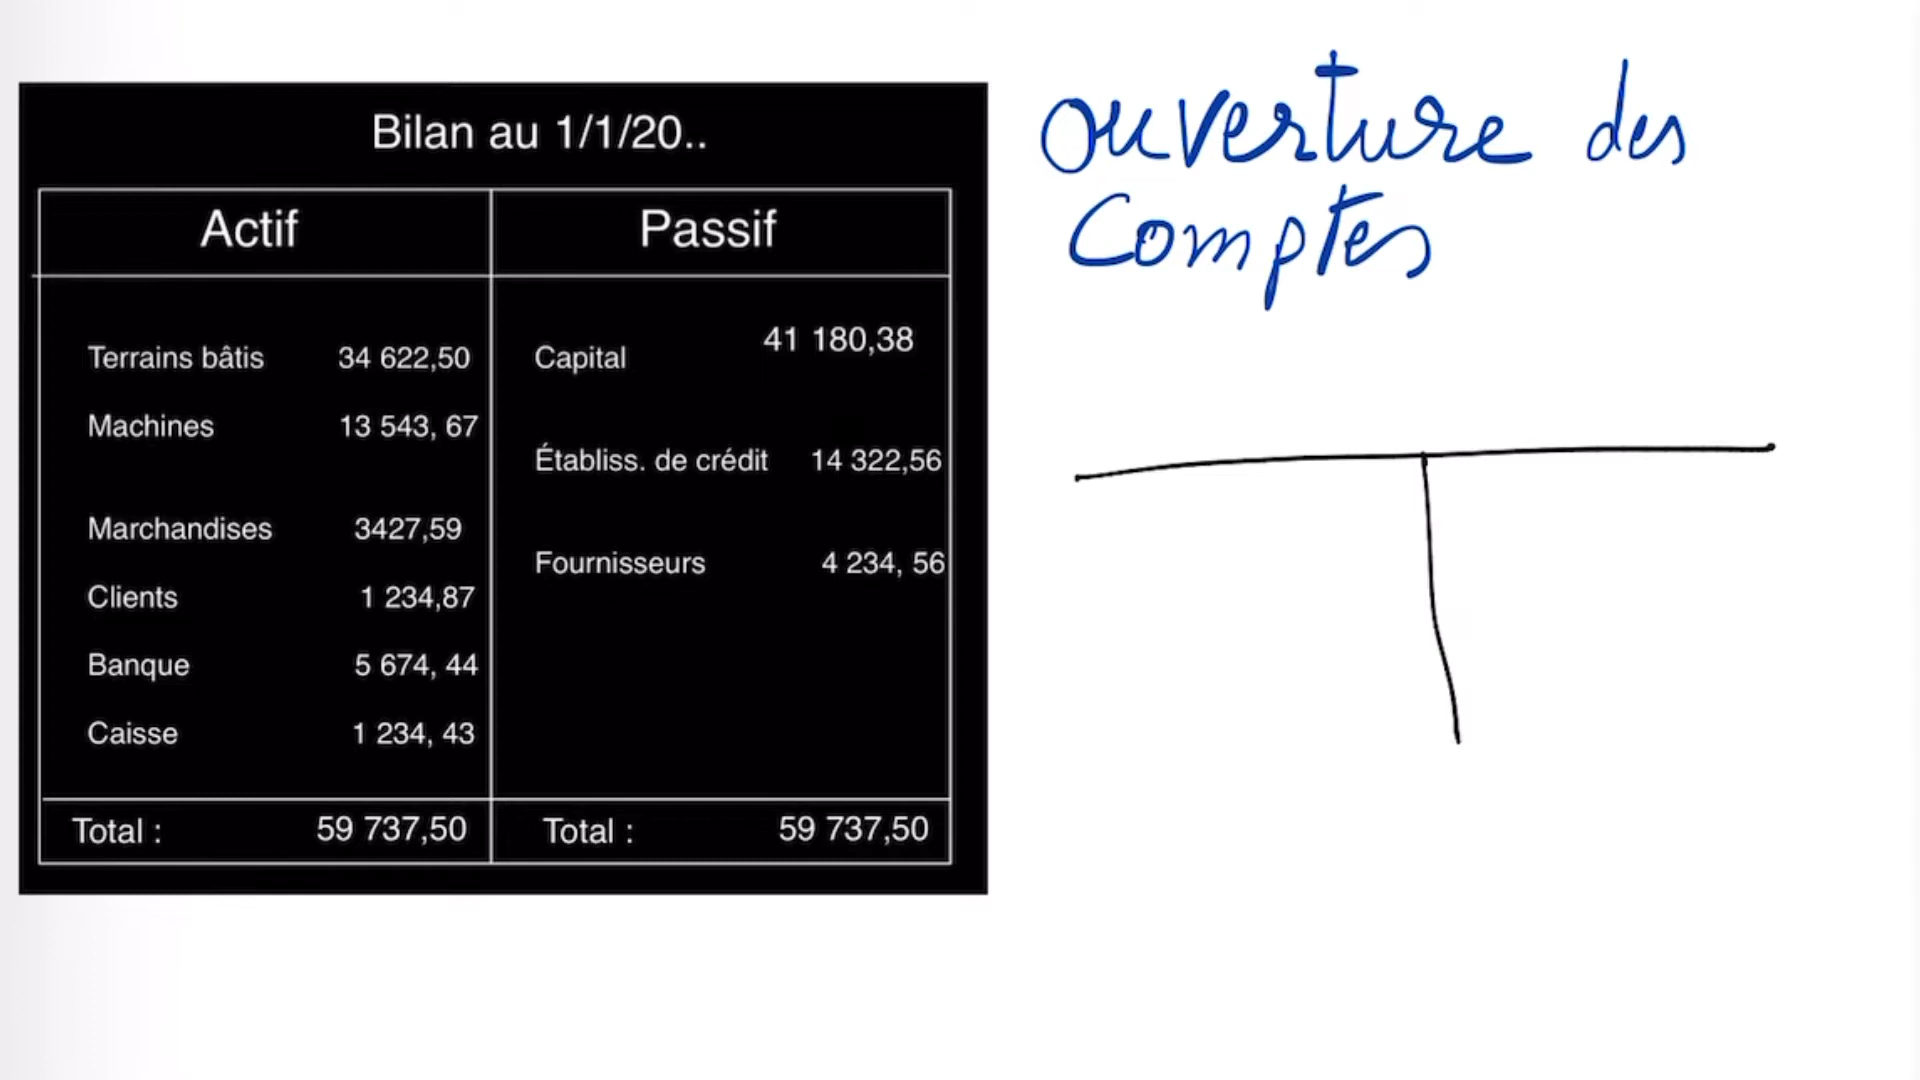 Bilan au 1/1/20..
Actif Passif
Terrains bâtis 34 622,50
Machines 13 543, 67
Marchandises 3427,59
Clients 1 234,87
Banque 5 674, 44
Caisse 1 234, 43
Total : 59 737,50
Capital 41 180,38
Établiss. de crédit 14 322,56
Fournisseurs 4 234, 56
Total : 59 737,50
ouverture des
Comptes